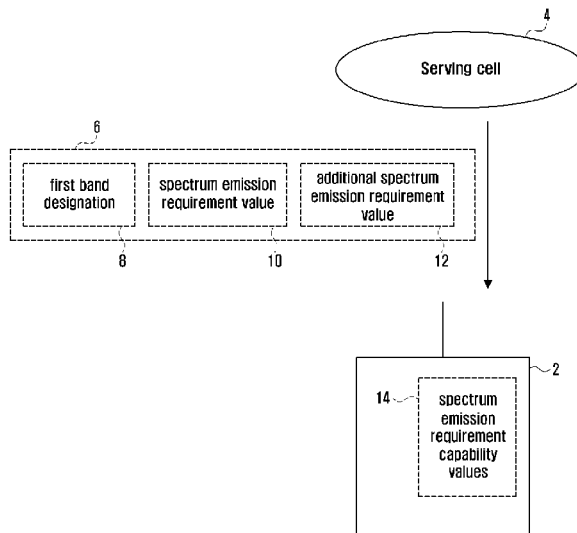 4
Serving cell
6
first band
designation
spectrum emission
requirement value
additional spectrum
emission requirement
value
8
10
12
2
14
spectrum
emission
requirement
capability
values